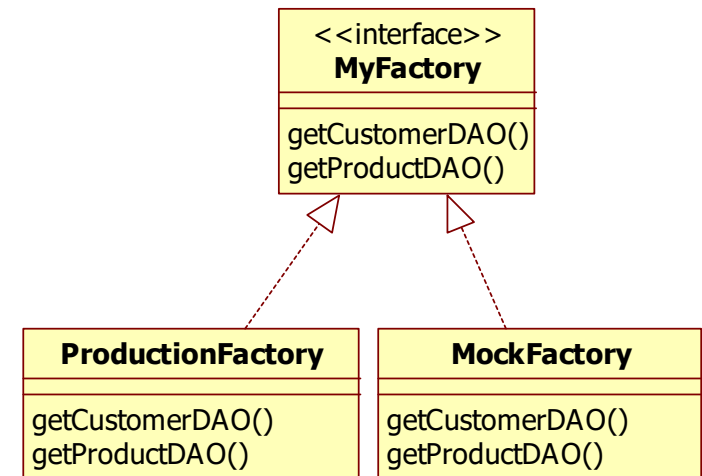 <<interface>>
MyFactory
getCustomerDAO()
getProductDAO()
ProductionFactory
getCustomerDAO()
getProductDAO()
MockFactory
getCustomerDAO()
getProductDAO()